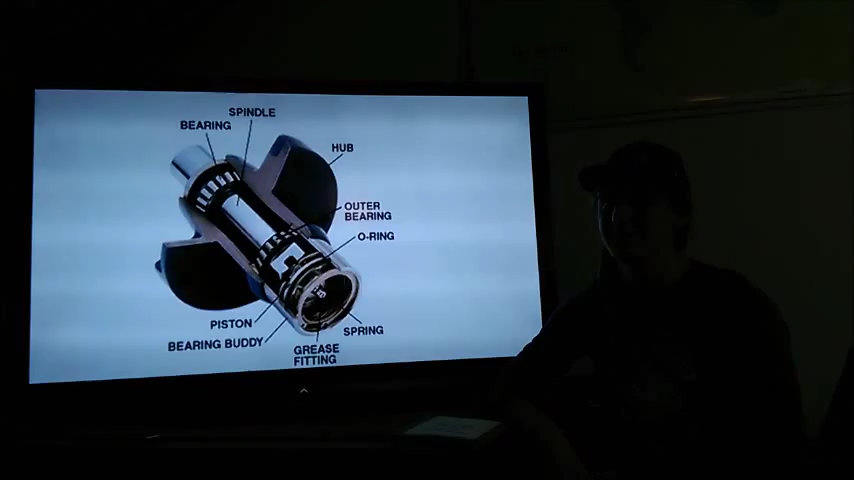 SPINDLE
BEARING
HUB
OUTER
BEARING
O-RING
PISTON
SPRING
BEARING BUDDY
GREASE
FITTING